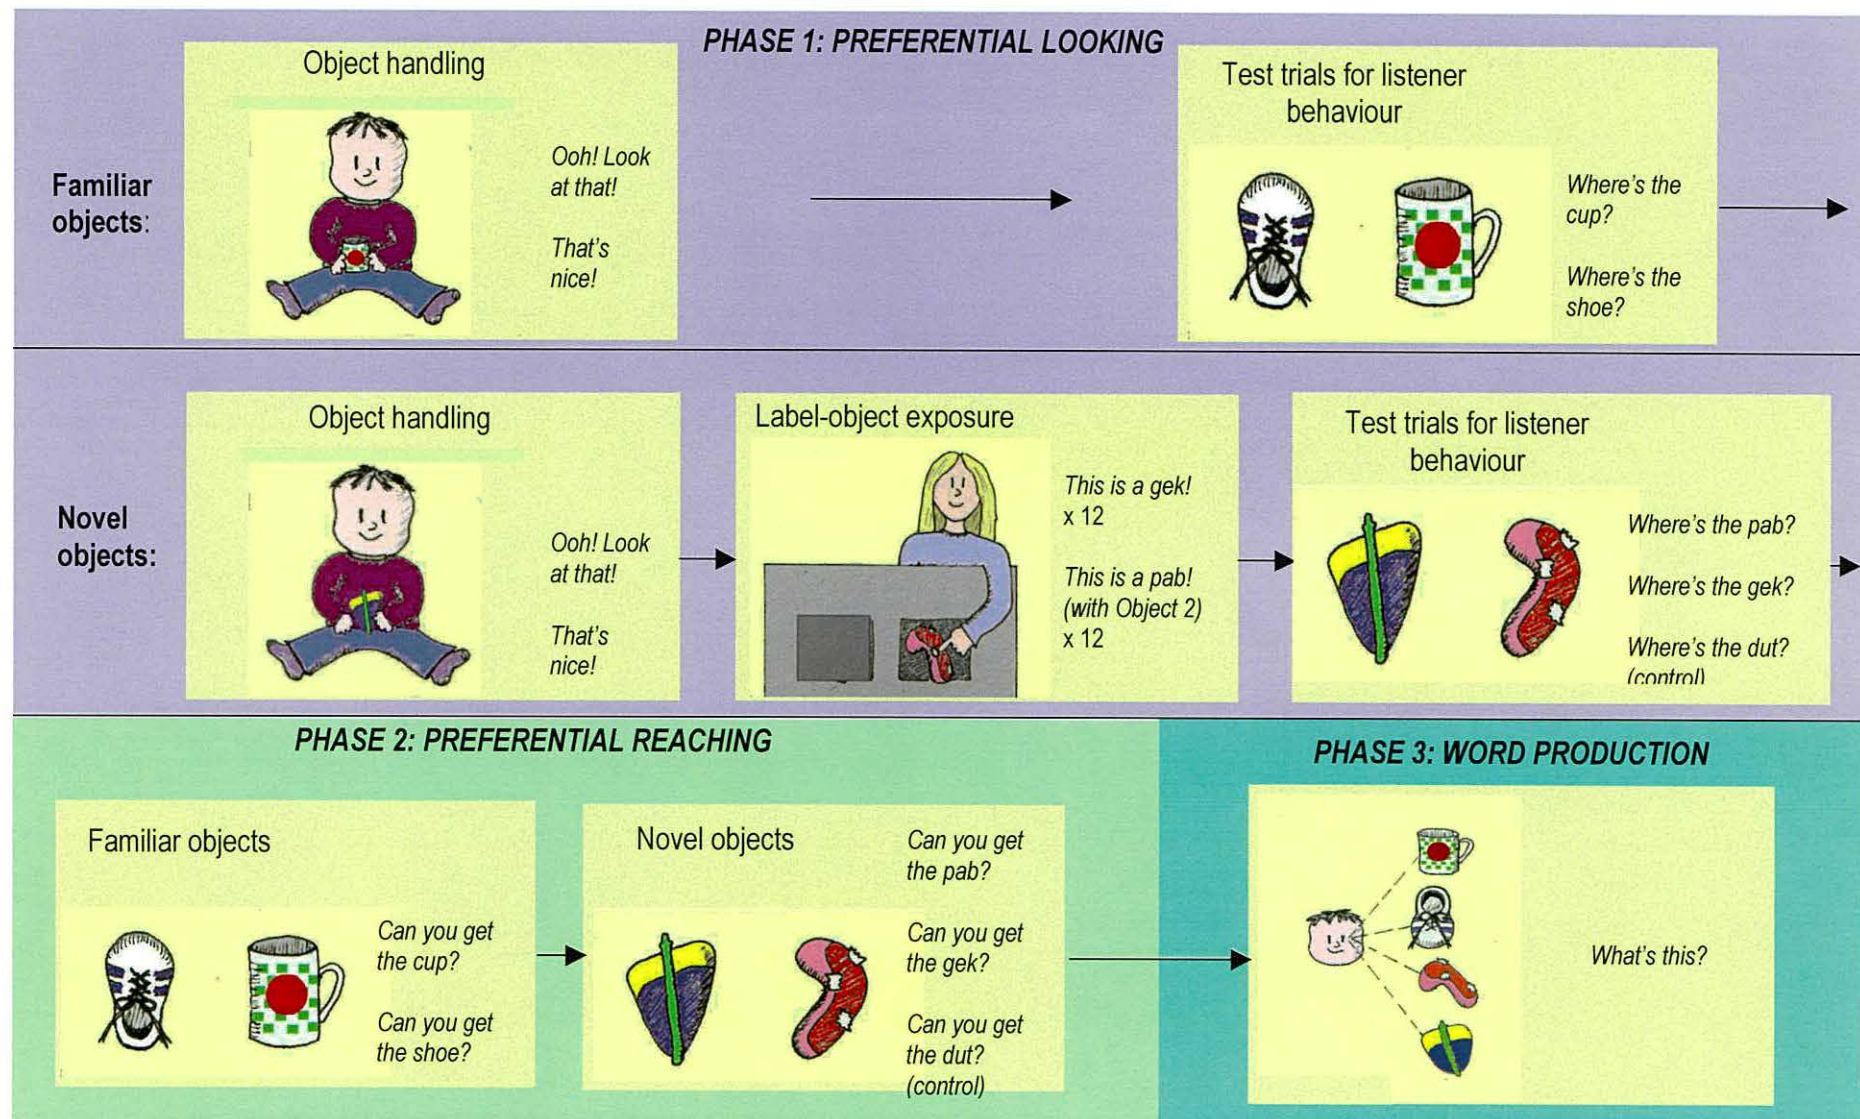 PHASE 1: PREFERENTIAL LOOKING
Familiar
objects:
Object handling
Ooh! Look
at that!
That's
nice!
Test trials for listener
behaviour
Where's the
cup?
Where's the
shoe?
Novel
objects:
Object handling
Ooh! Look
at that!
That's
nice!
Label-object exposure
This is a gek!
x 12
This is a pab!
(with Object 2)
x 12
Test trials for listener
behaviour
Where's the pab?
Where's the gek?
Where's the dut?
(control)
PHASE 2: PREFERENTIAL REACHING
Familiar objects
Can you get
the cup?
Can you get
the shoe?
Novel objects
Can you get
the pab?
Can you get
the gek?
Can you get
the dut?
(control)
PHASE 3: WORD PRODUCTION
What's this?